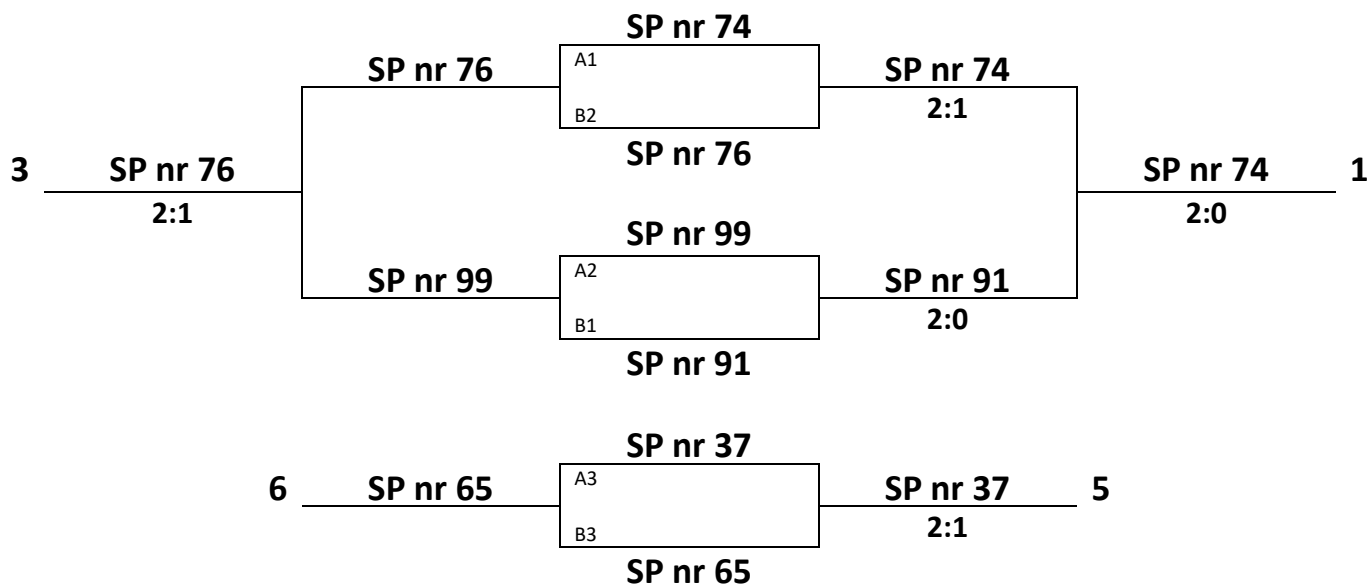 SP nr 74
SP nr 76 A1 SP nr 74
B2 2:1
SP nr 76
3 SP nr 76 SP nr 74 1
2:1 2:0
SP nr 99
SP nr 99 A2 SP nr 91
B1 2:0
SP nr 91
SP nr 37
6 SP nr 65 A3 SP nr 37 5
B3 2:1
SP nr 65